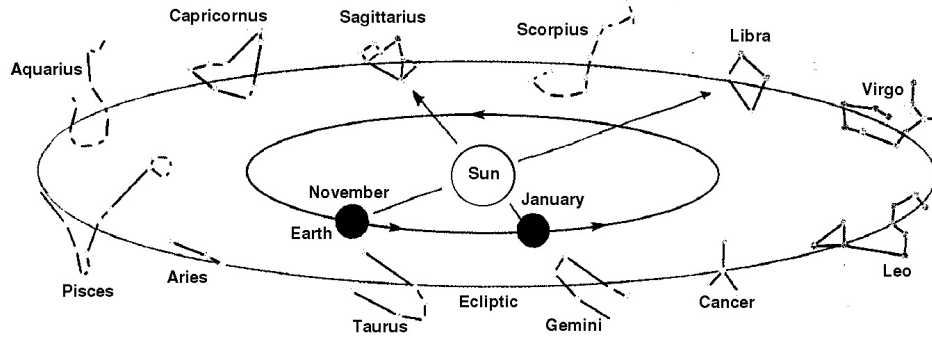 Capricornus
Sagittarius
Scorpius
Libra
Aquarius
Virgo
Sun
November
January
Earth
Pisces
Aries
Ecliptic
Cancer
Leo
Taurus
Gemini